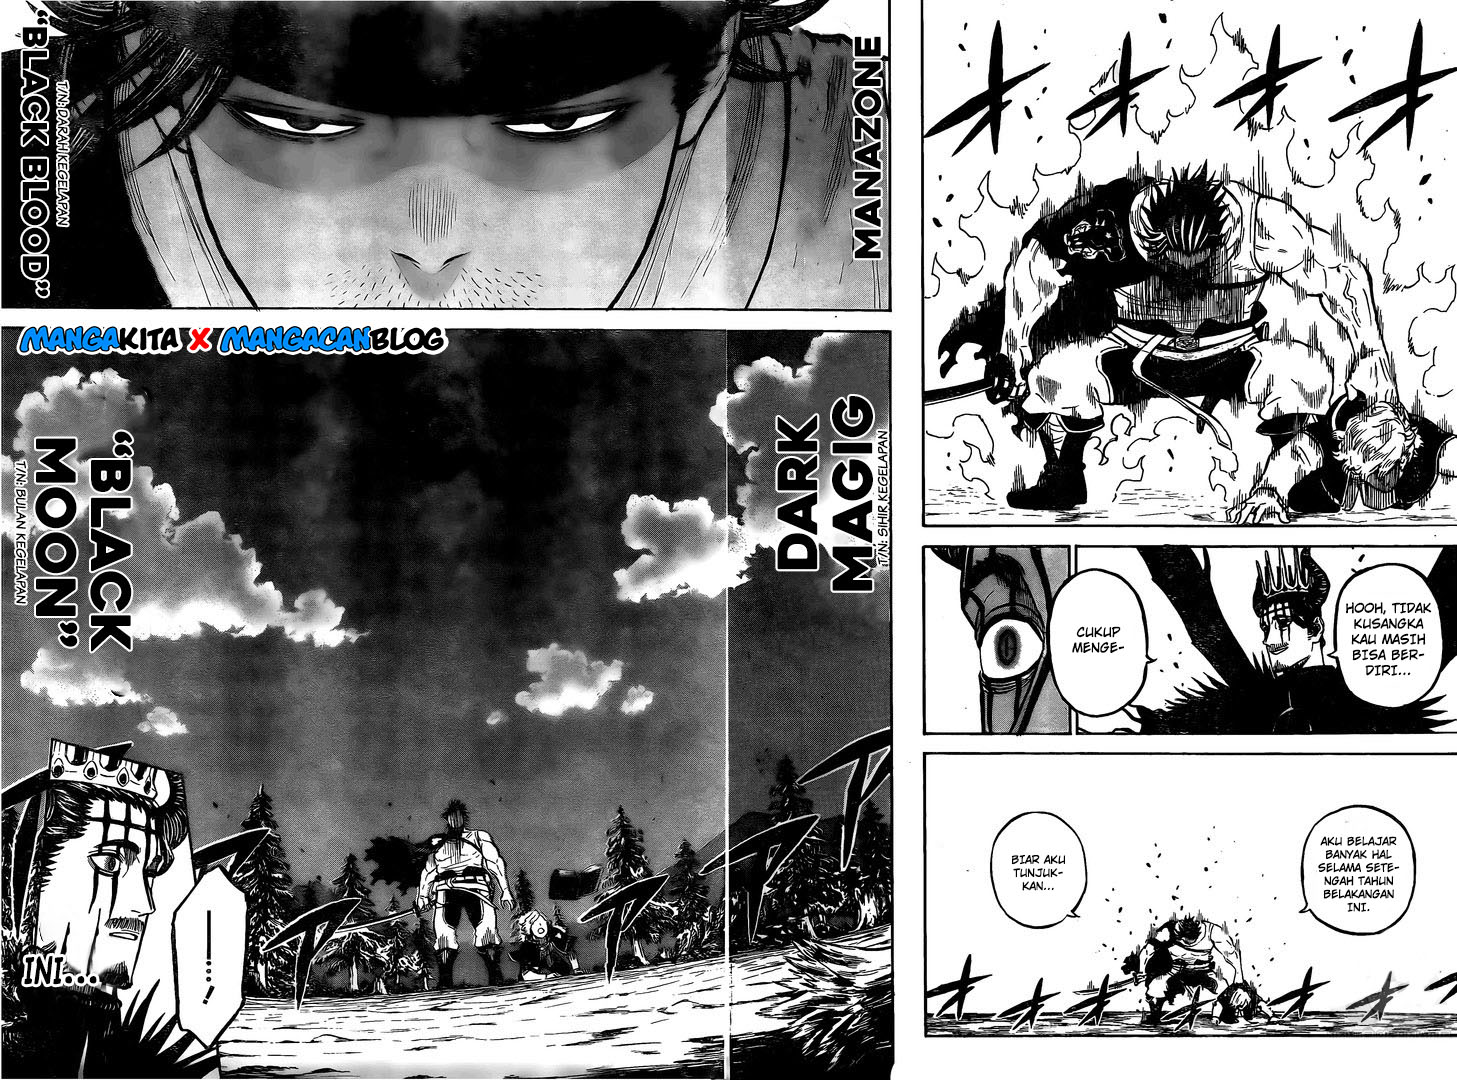 HOOH, TIDAK
KUSANGKA
KAU MASIH
BISA BER-
DIRI...
CUKUP
MENGE-
AKU BELAJAR
BANYAK HAL
SELAMA SETE-
NGAH TAHUN
BELAKANGAN
INI.
BIAR AKU
TUNJUK-
KAN...
MANAZONE
“BLACK BLOOD”
T/N: DARAH KEGELAPAN
MANGAKITA X MANGACANBLOG
DARK
MAGIG
T/N: SIHIR KEGELAPAN
“BLACK
MOON”
T/N: BULAN KEGELAPAN
INI...